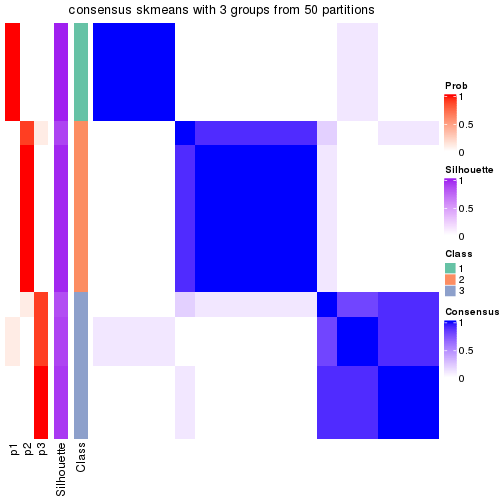 consensus skmeans with 3 groups from 50 partitions
Prob
1
0.5
0
Silhouette
1
0.5
0
Class
1
2
3
Consensus
1
0.5
0
p1
p2
p3
Silhouette
Class